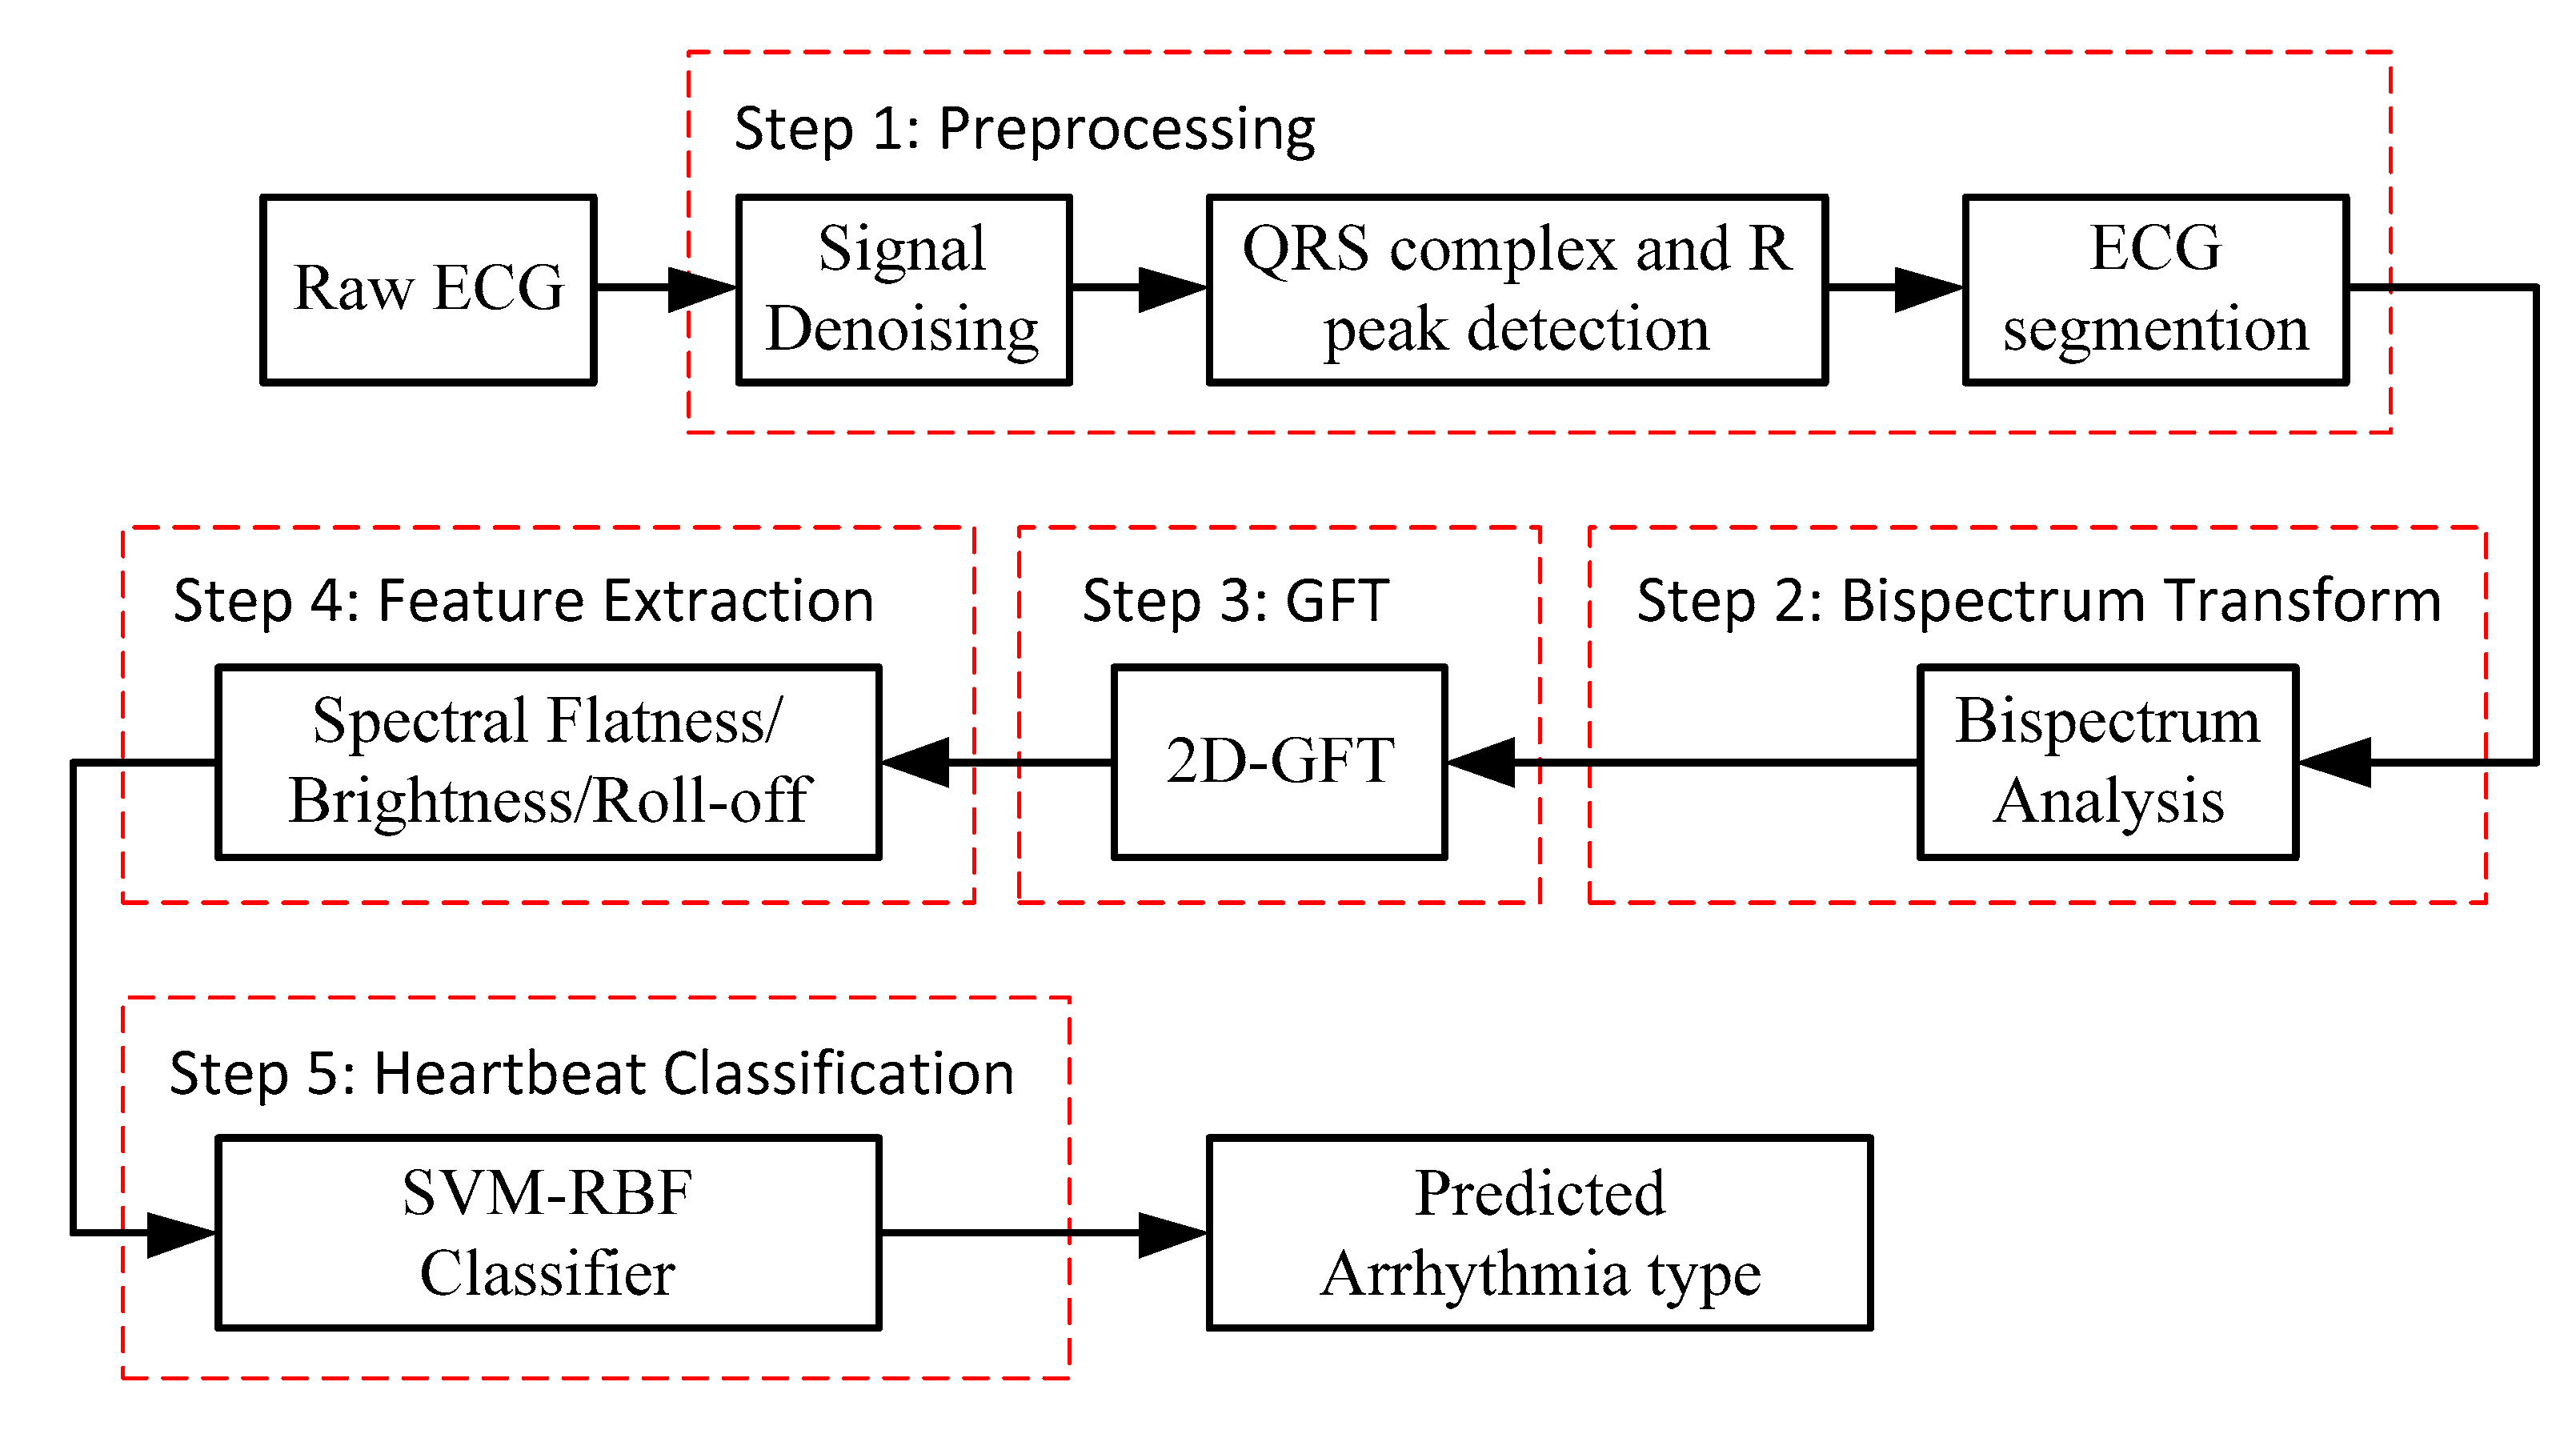 Step 1: Preprocessing
Raw ECG
Signal
Denoising
QRS complex and R
peak detection
ECG
segmention
Step 2: Bispectrum Transform
Bispectrum
Analysis
Step 3: GFT
2D-GFT
Step 4: Feature Extraction
Spectral Flatness/
Brightness/Roll-off
Step 5: Heartbeat Classification
SVM-RBF
Classifier
Predicted
Arrhythmia type